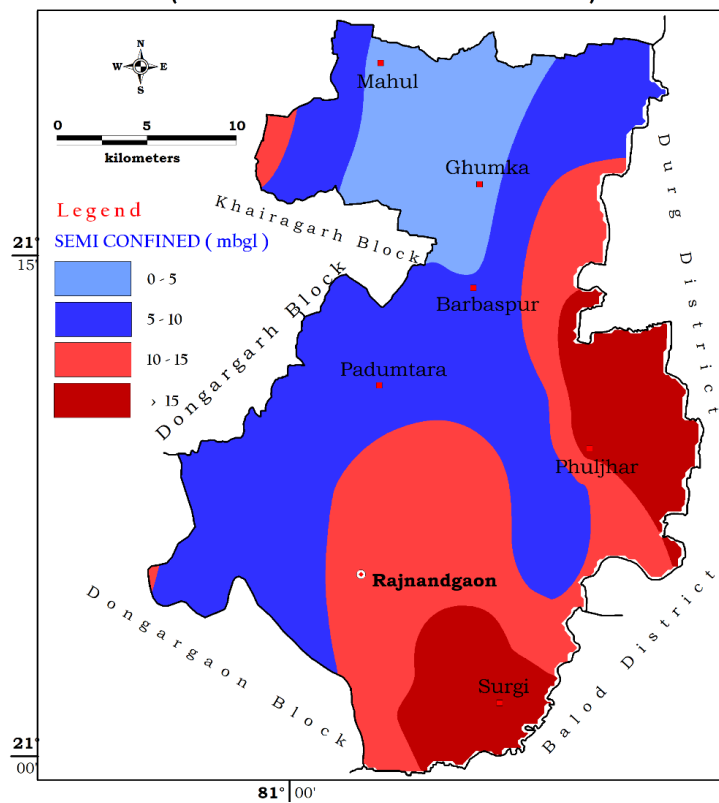 N
W E
S
0 5 10
kilometers
Mahul
Ghumka
Khairagarh Block
Durg District
Legend
SEMI CONFINED ( mbgl )
0 - 5
5 - 10
10 - 15
> 15
21°
15'
Dongargarh Block
Barbaspur
Padumtara
Phuljhar
Rajnandgaon
Dongargaon Block
Surgi
Balod District
21°
00'
81° 00'